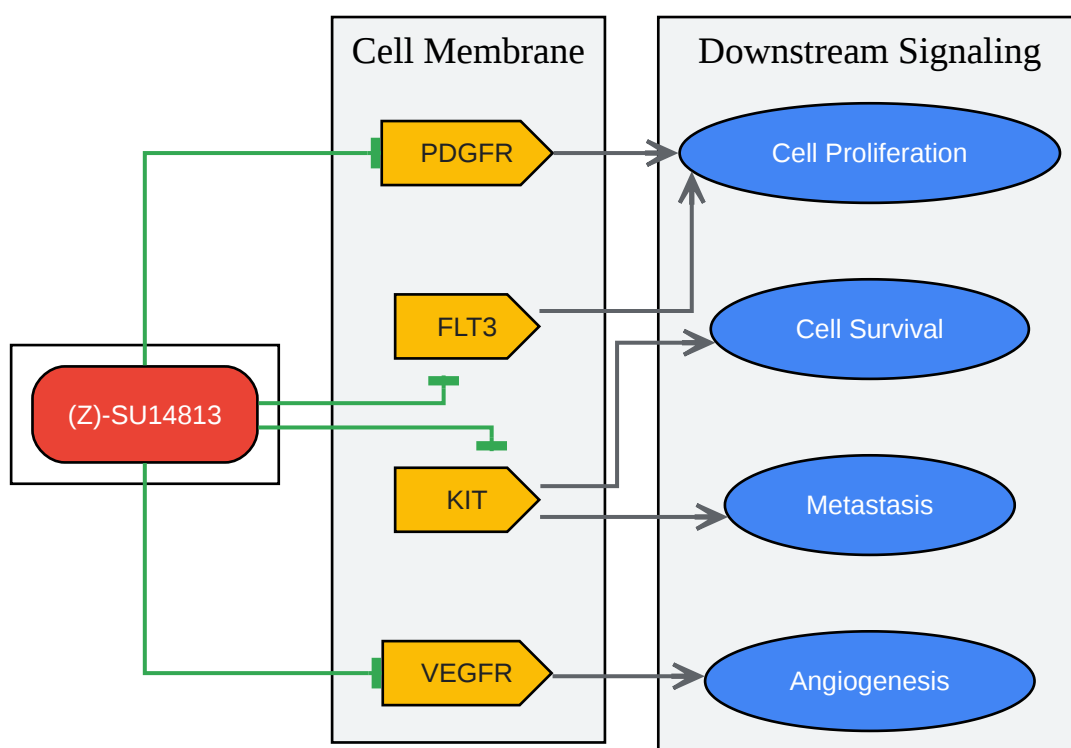 Cell Membrane
Downstream Signaling
PDGFR
Cell Proliferation
FLT3
Cell Survival
(Z)-SU14813
KIT
Metastasis
VEGFR
Angiogenesis